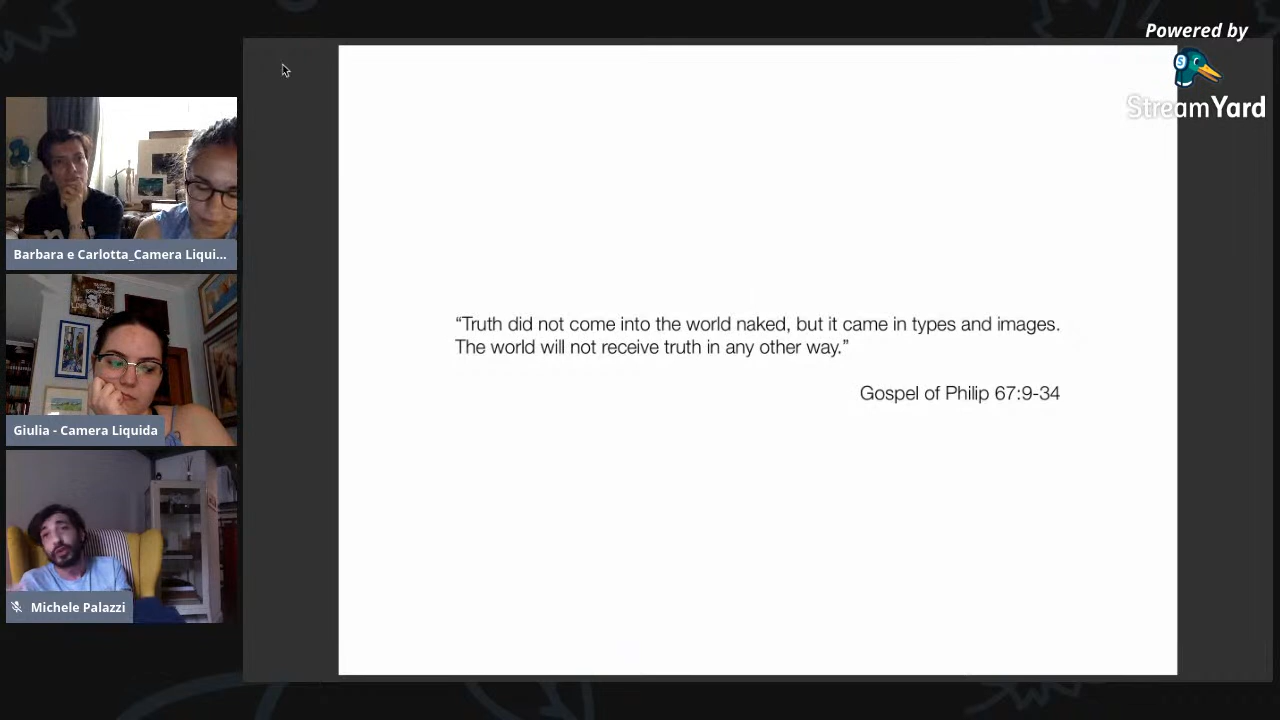 Powered by
StreamYard
Barbara e Carlotta_Camera Liqui...
Giulia - Camera Liquida
Michele Palazzi
“Truth did not come into the world naked, but it came in types and images.
The world will not receive truth in any other way.”
Gospel of Philip 67:9-34